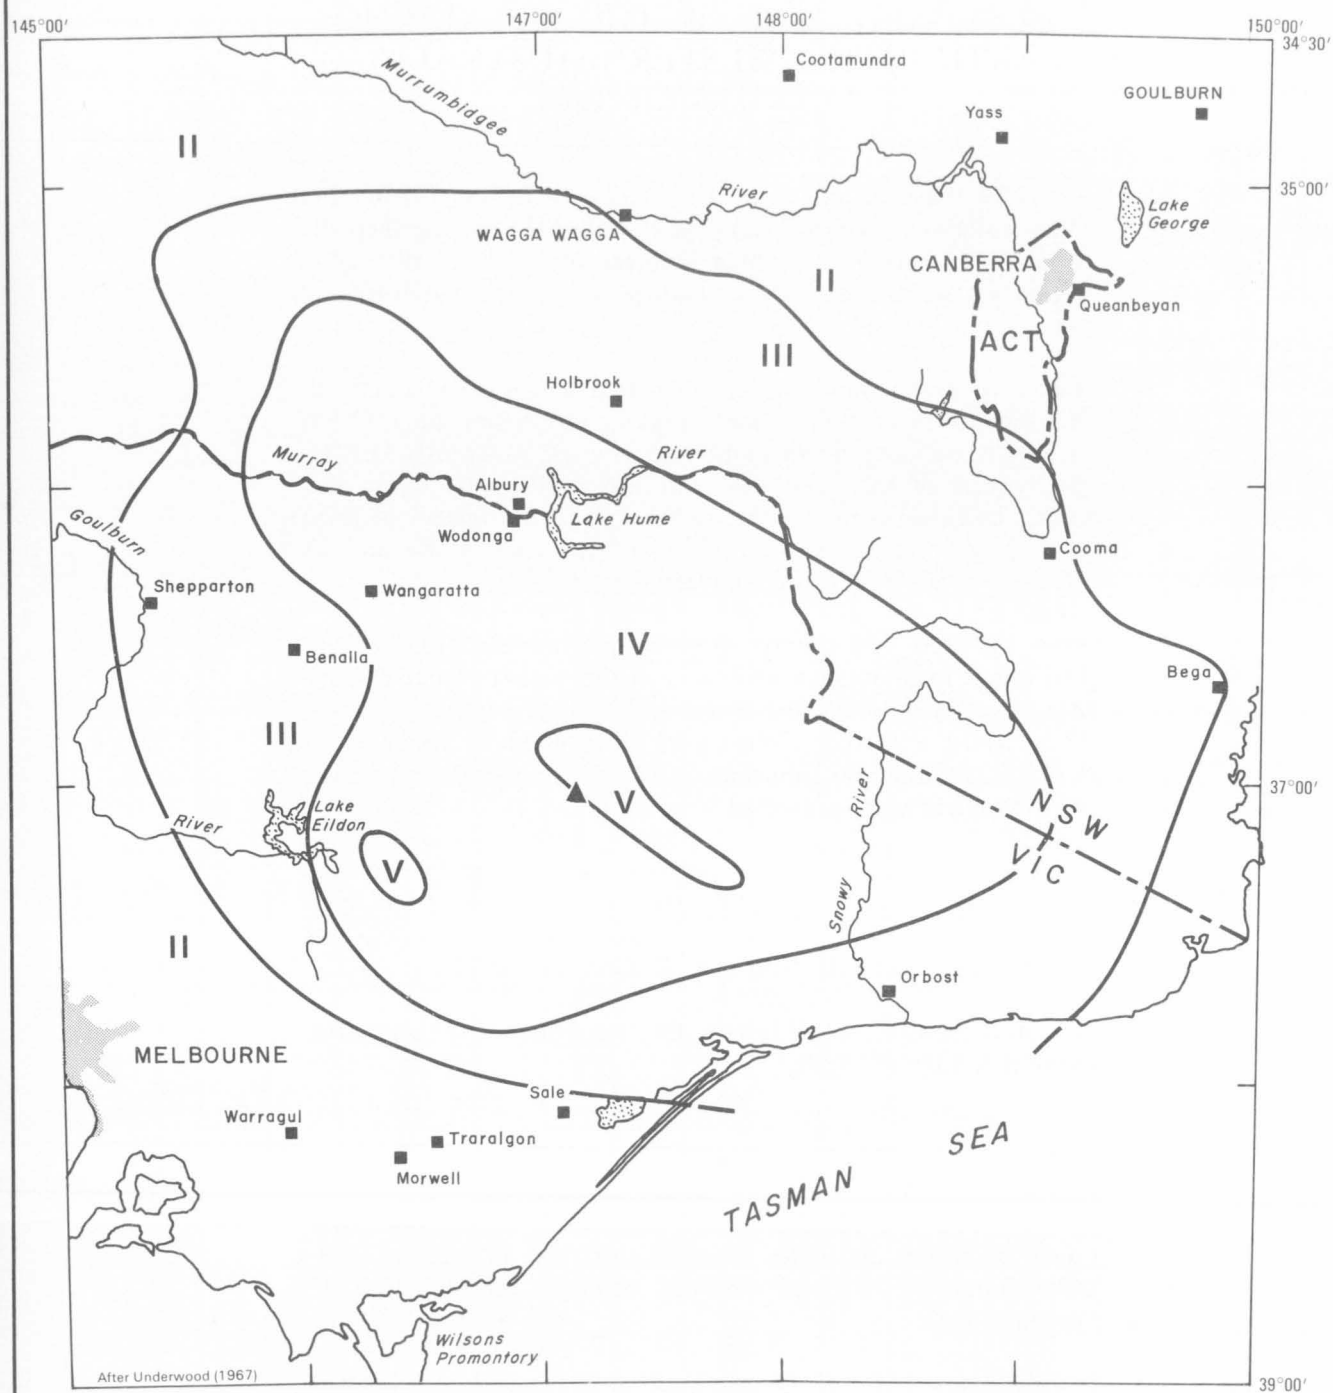 145°00'
147°00'
148°00'
150°00'
34°30'
Cootamundra
GOULBURN
Yass
Murrumbidgee
River
II
35°00'
Lake
George
WAGGA WAGGA
CANBERRA
II
Queanbeyan
ACT
III
Holbrook
Murray
River
Albury
Lake Hume
Wodonga
Goulburn
Cooma
Shepparton
Wangaratta
IV
Benalla
Bega
III
37°00'
V
NSW
Lake
Eildon
River
River
VIC
V
Snowy
II
Orbost
MELBOURNE
Sale
Warragul
Traralgon
Morwell
TASMAN SEA
Wilsons
Promontory
After Underwood (1967)
39°00'